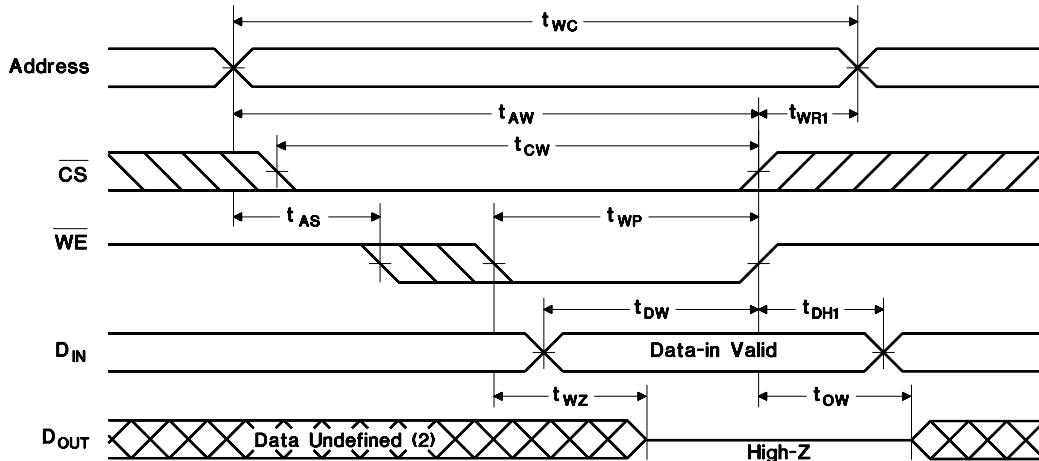 tWC
Address
tAW
tWR1
tCW
CS
tAS
tWP
WE
tDW
tDH1
DIN
Data-in Valid
tWZ
tOW
DOUT
Data Undefined (2)
High-Z